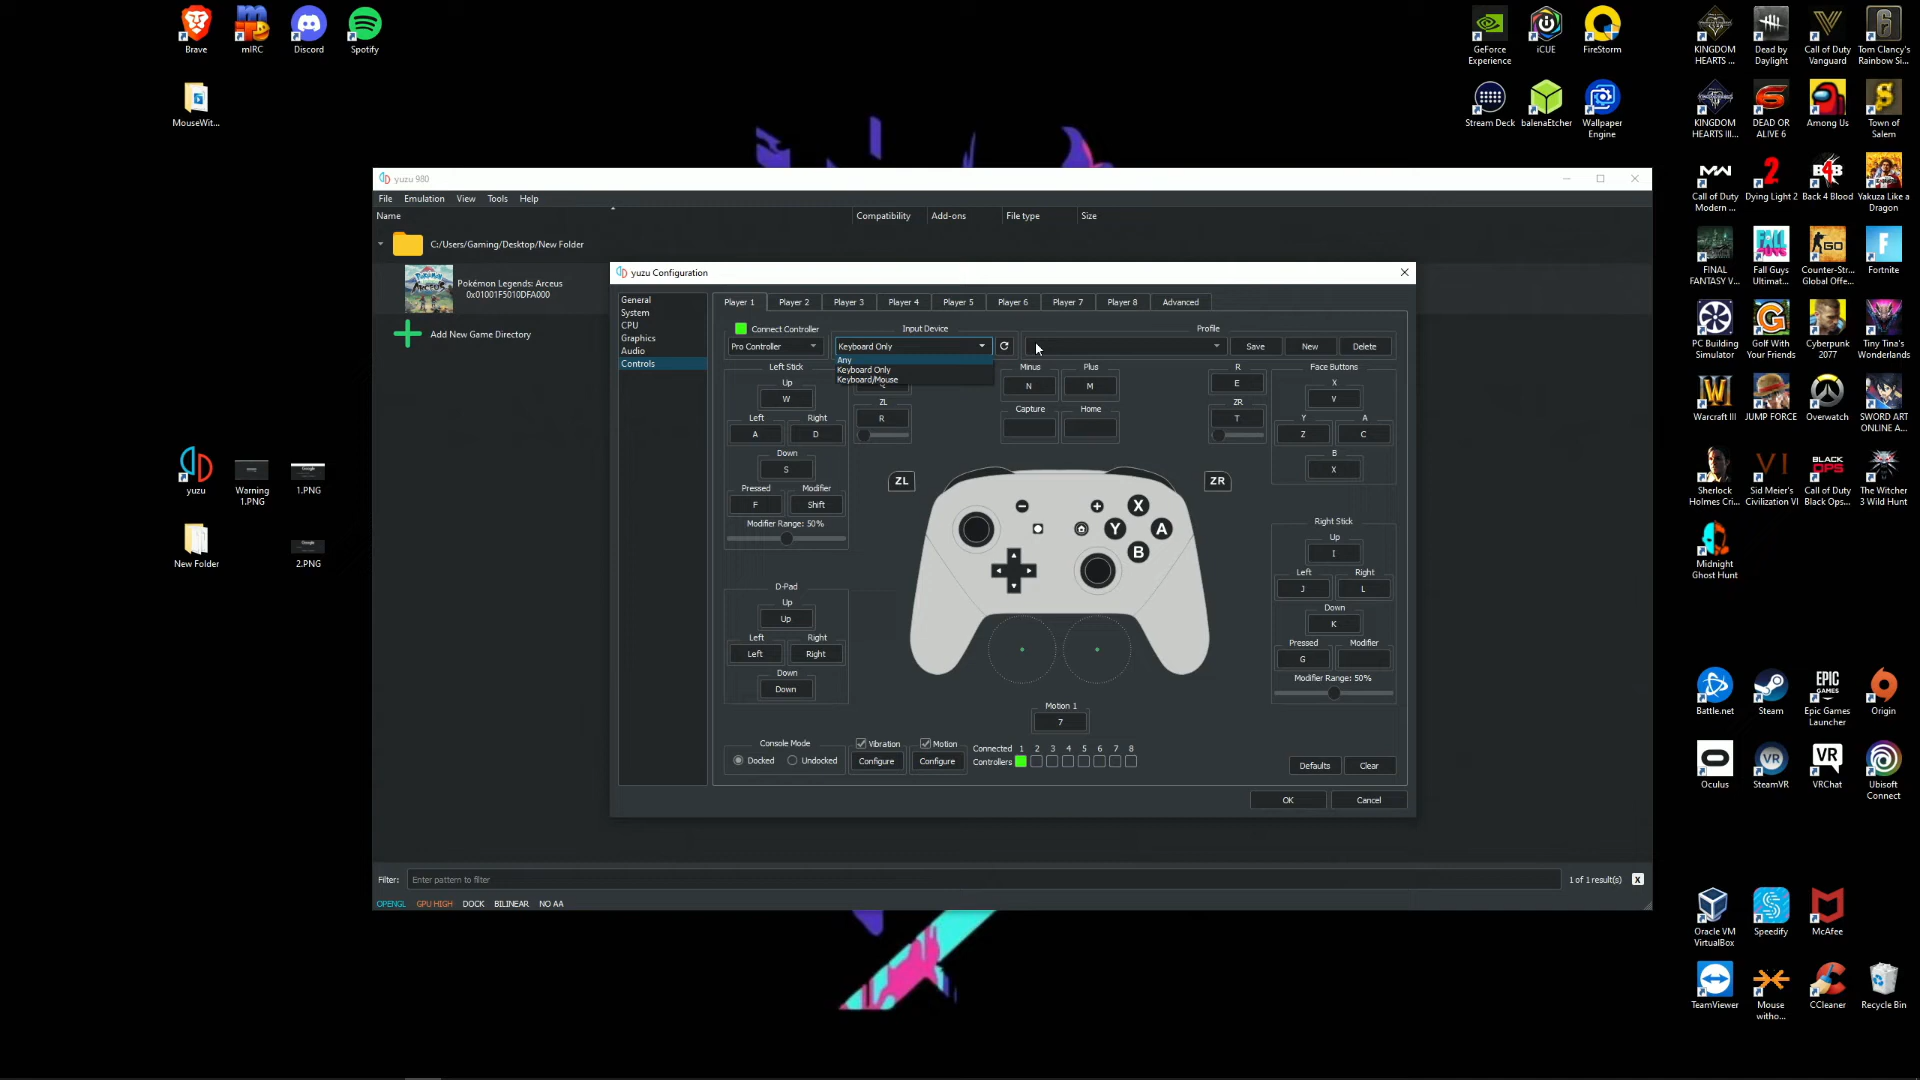 Brave
mIRC
Discord
Spotify
MouseWit...
GeForce Experience
iCUE
FireStorm
Stream Deck
balenaEtcher
Wallpaper Engine
KINGDOM HEARTS ...
Dead by Daylight
Call of Duty Vanguard
Tom Clancy's Rainbow Si...
KINGDOM HEARTS III...
DEAD OR ALIVE 6
Among Us
Town of Salem
Call of Duty Modern ...
Dying Light 2
Back 4 Blood
Yakuza Like a Dragon
FINAL FANTASY V...
Fall Guys Ultimat...
Counter-Str... Global Offe...
Fortnite
PC Building Simulator
Golf With Your Friends
Cyberpunk 2077
Tiny Tina's Wonderlands
Warcraft III
JUMP FORCE
Overwatch
SWORD ART ONLINE A...
Sherlock Holmes Cri...
Sid Meier's Civilization VI
Call of Duty Black Ops...
The Witcher 3 Wild Hunt
Midnight Ghost Hunt
Battle.net
Steam
Epic Games Launcher
Origin
Oculus
SteamVR
VRChat
Ubisoft Connect
Oracle VM VirtualBox
Speedify
McAfee
TeamViewer
Mouse witho...
CCleaner
Recycle Bin
yuzu
Warning 1.PNG
1.PNG
New Folder
2.PNG
yuzu 980
File Emulation View Tools Help
Name Compatibility Add-ons File type Size
C:/Users/Gaming/Desktop/New Folder
Pokémon Legends: Arceus
0x01001F5010DFA000
Add New Game Directory
yuzu Configuration
General
System
CPU
Graphics
Audio
Controls
Player 1 Player 2 Player 3 Player 4 Player 5 Player 6 Player 7 Player 8 Advanced
Connect Controller
Pro Controller
Input Device
Keyboard Only
Any
Keyboard Only
Keyboard/Mouse
Profile
Save New Delete
Left Stick
Up
W
Left Right
A D
Down
S
Pressed Modifier
F Shift
Modifier Range: 50%
ZL
R
Minus Plus
N M
Capture Home
R
E
ZR
T
Face Buttons
X
V
Y A
Z C
B
X
ZL
ZR
X
Y A
B
D-Pad
Up
Up
Left Right
Left Right
Down
Down
Right Stick
Up
I
Left Right
J L
Down
K
Pressed Modifier
G
Modifier Range: 50%
Motion 1
7
Console Mode
Docked Undocked
Vibration
Configure
Motion
Configure
Connected 1 2 3 4 5 6 7 8
Controllers
Defaults Clear
OK Cancel
Filter: Enter pattern to filter 1 of 1 result(s) X
OPENGL GPU HIGH DOCK BILINEAR NO AA